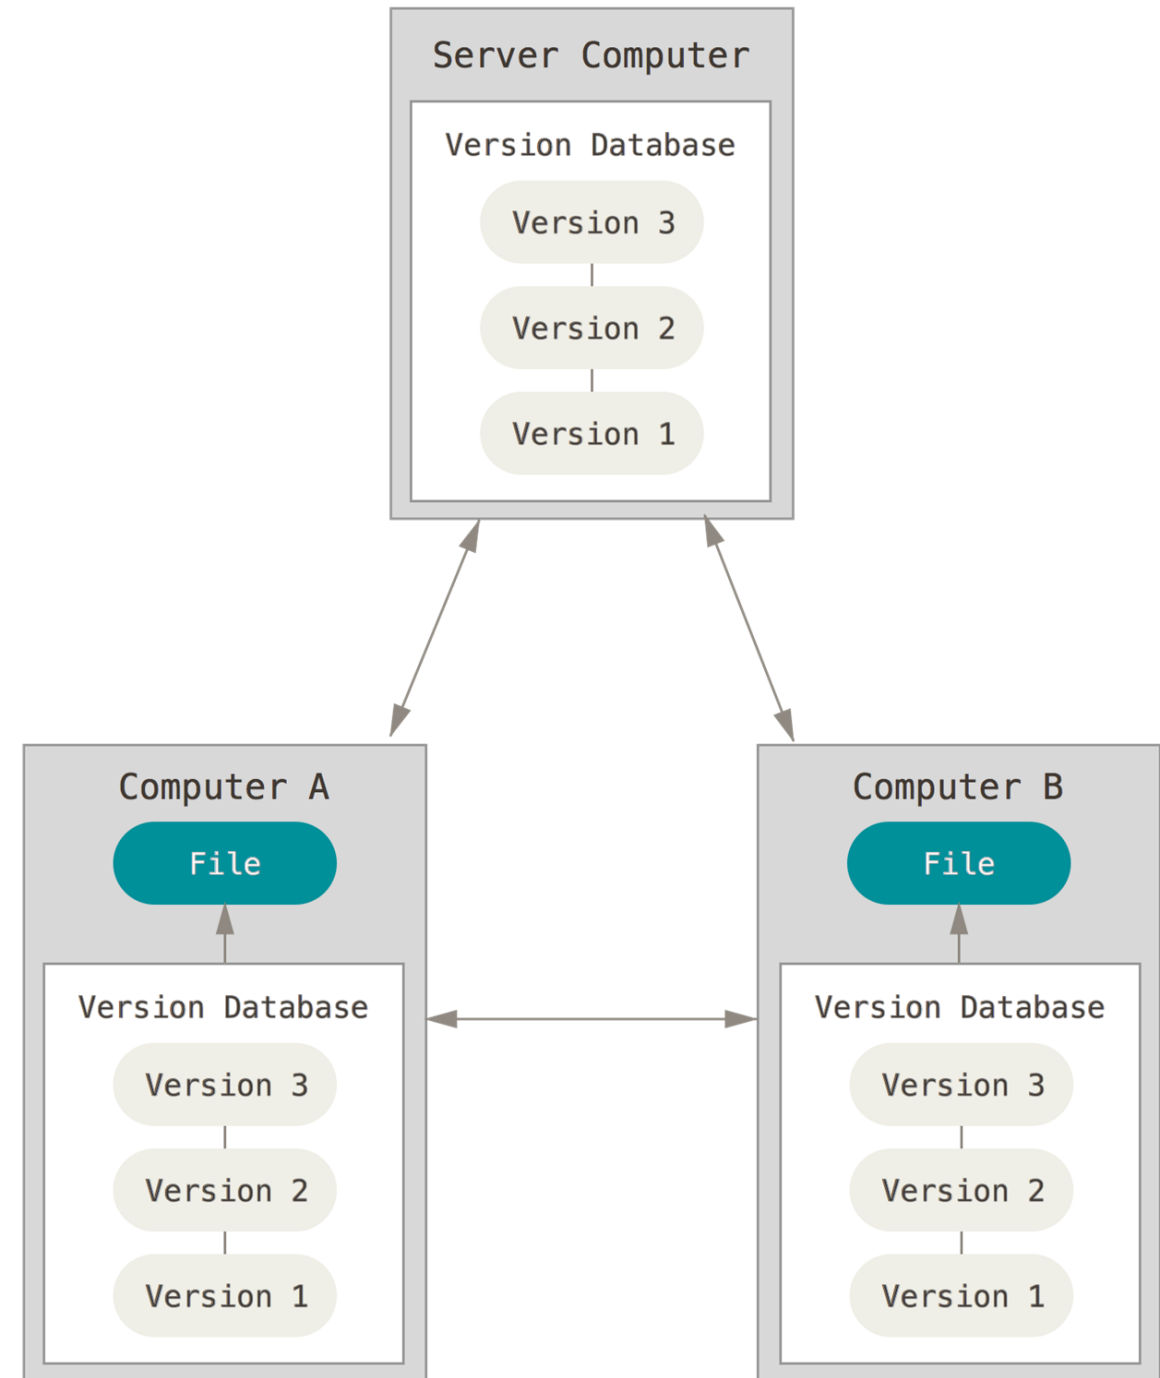 Server Computer
Version Database
Version 3
Version 2
Version 1
Computer A
File
Version Database
Version 3
Version 2
Version 1
Computer B
File
Version Database
Version 3
Version 2
Version 1